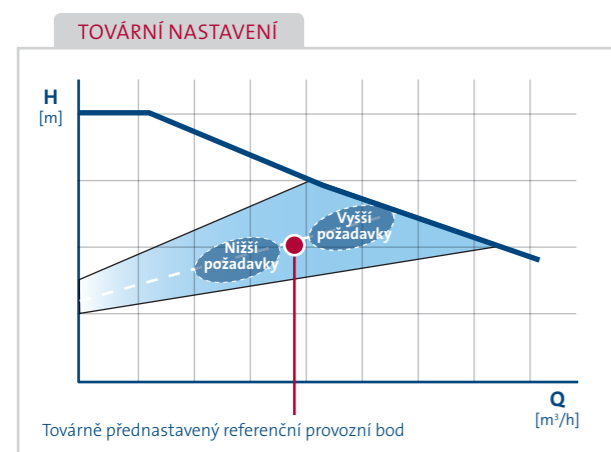 TOVÁRNÍ NASTAVENÍ
H
[m]
Vyšší
požadavky
Nižší
požadavky
Q
[m³/h]
Továrně přednastavený referenční provozní bod